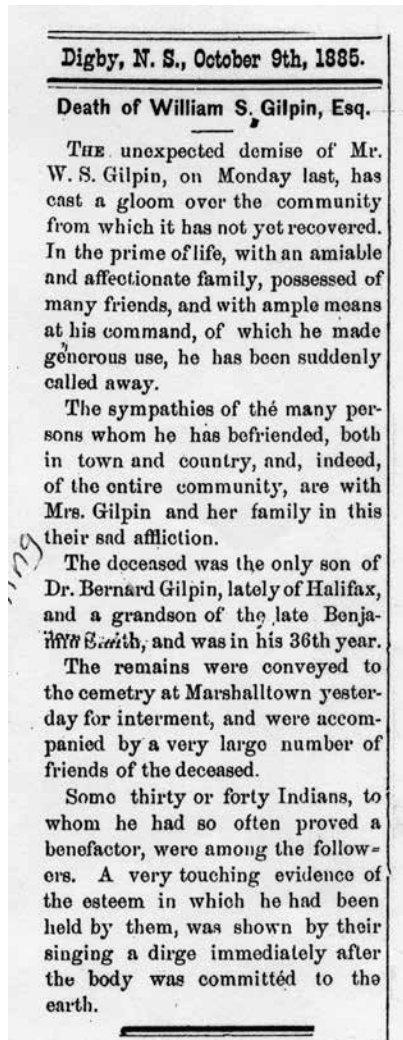 Digby, N. S., October 9th, 1885.
Death of William S. Gilpin, Esq.
THE unexpected demise of Mr.
W. S. Gilpin, on Monday last, has
cast a gloom over the community
from which it has not yet recovered.
In the prime of life, with an amiable
and affectionate family, possessed of
many friends, and with ample means
at his command, of which he made
generous use, he has been suddenly
called away.
The sympathies of the many per-
sons whom he has befriended, both
in town and country, and, indeed,
of the entire community, are with
Mrs. Gilpin and her family in this
their sad affliction.
The deceased was the only son of
Dr. Bernard Gilpin, lately of Halifax,
and a grandson of the late Benja-
and was in his 36th year.
The remains were conveyed to
the cemetry at Marshalltown yester-
day for interment, and were accom-
panied by a very large number of
friends of the deceased.
Some thirty or forty Indians, to
whom he had so often proved a
benefactor, were among the follow-
ers. A very touching evidence of
the esteem in which he had been
held by them, was shown by their
singing a dirge immediately after
the body was committed to the
earth.